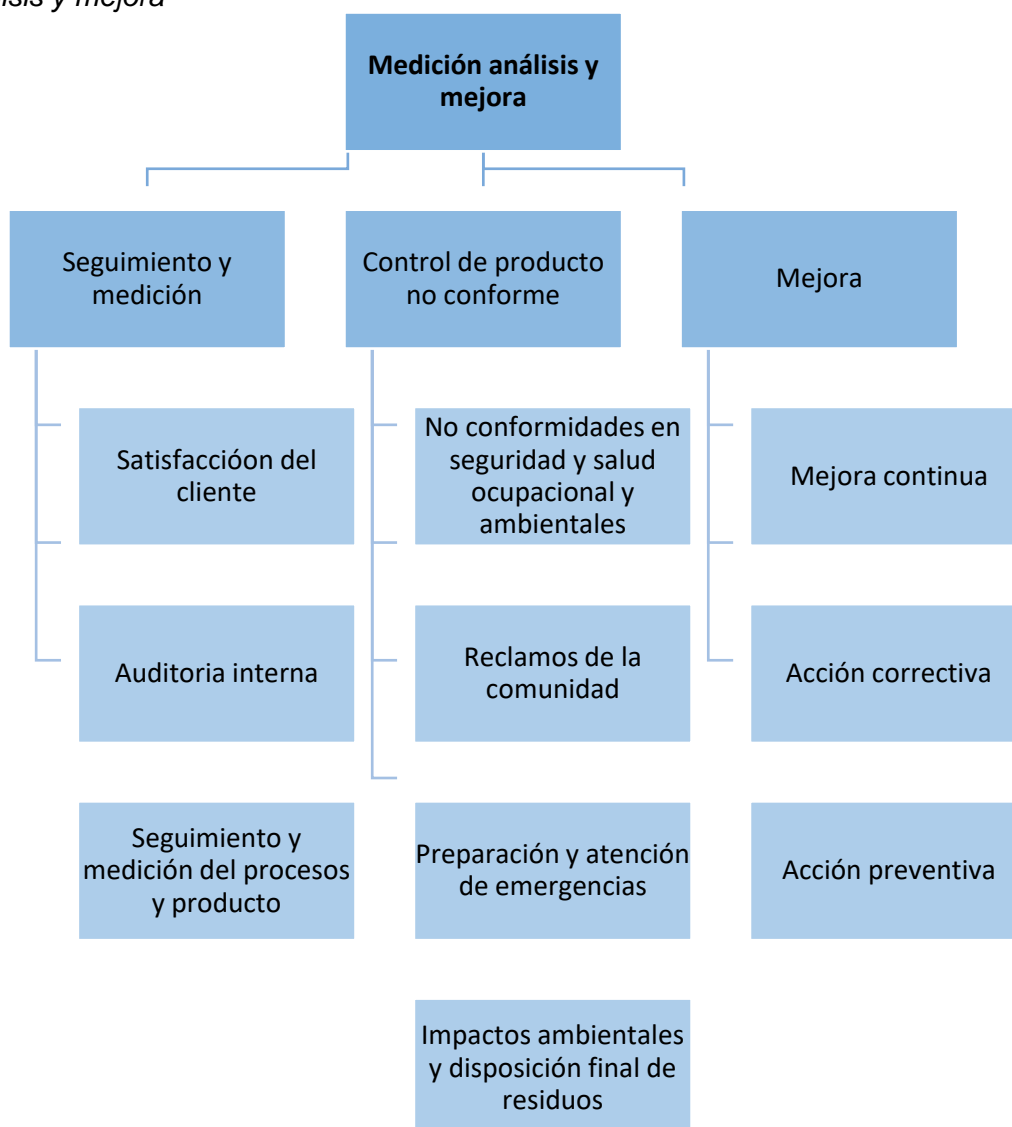 isis y mejora
Medición análisis y
mejora
Seguimiento y
medición
Control de producto
no conforme
Mejora
Satisfaccióon del
cliente
No conformidades en
seguridad y salud
ocupacional y
ambientales
Mejora continua
Auditoria interna
Reclamos de la
comunidad
Acción correctiva
Seguimiento y
medición del procesos
y producto
Preparación y atención
de emergencias
Acción preventiva
Impactos ambientales
y disposición final de
residuos